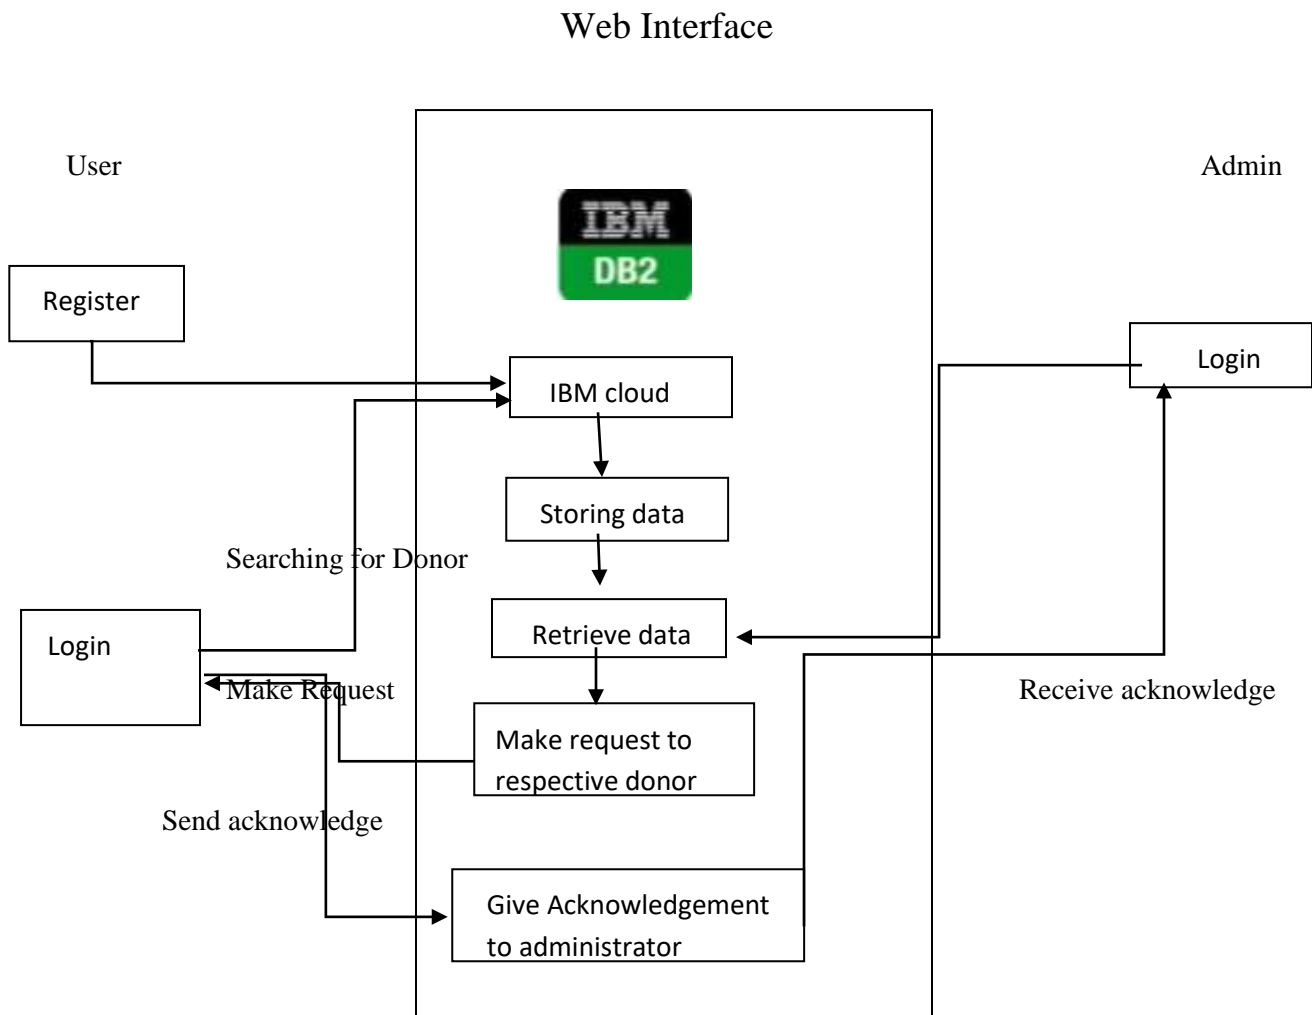 Web Interface
User
Admin
IBM
DB2
Register
Login
IBM cloud
Storing data
Searching for Donor
Login
Retrieve data
Make Request
Receive acknowledge
Make request to
respective donor
Send acknowledge
Give Acknowledgement
to administrator